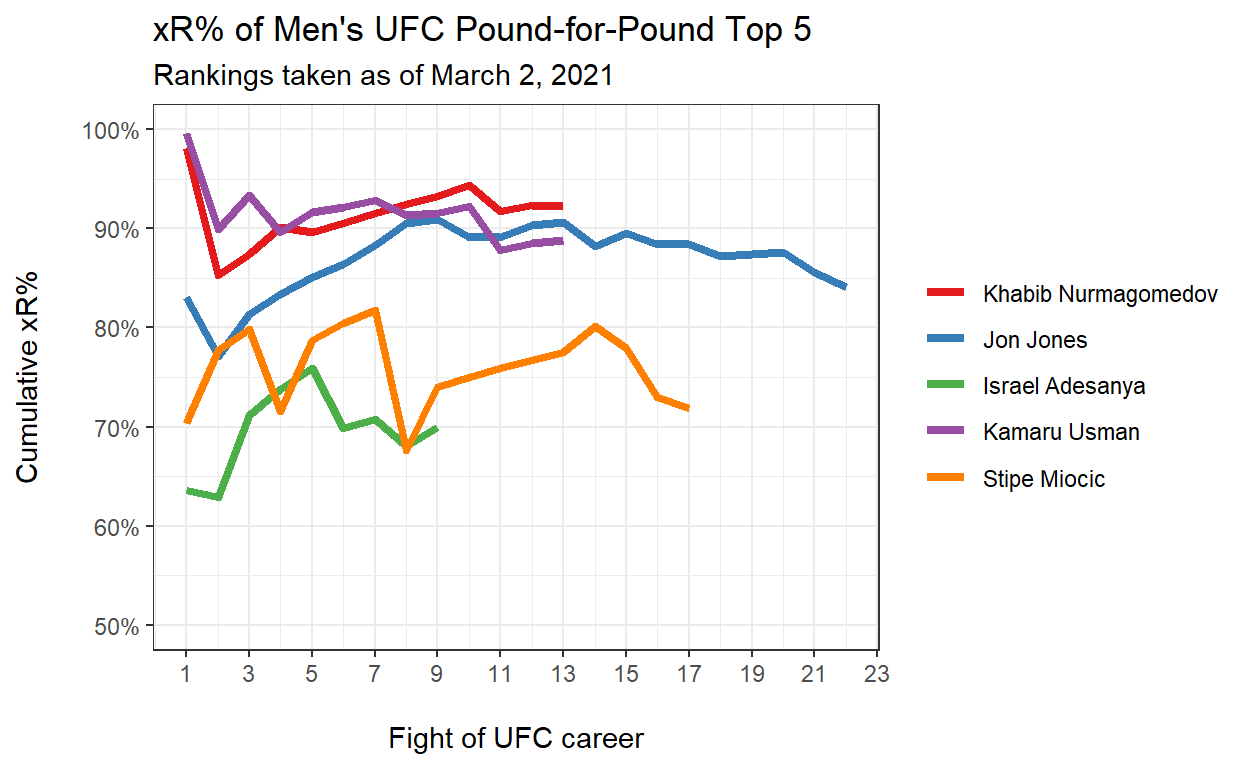 xR% of Men's UFC Pound-for-Pound Top 5
Rankings taken as of March 2, 2021
Cumulative xR%
100%
90%
80%
70%
60%
50%
1 3 5 7 9 11 13 15 17 19 21 23
Fight of UFC career
Khabib Nurmagomedov
Jon Jones
Israel Adesanya
Kamaru Usman
Stipe Miocic